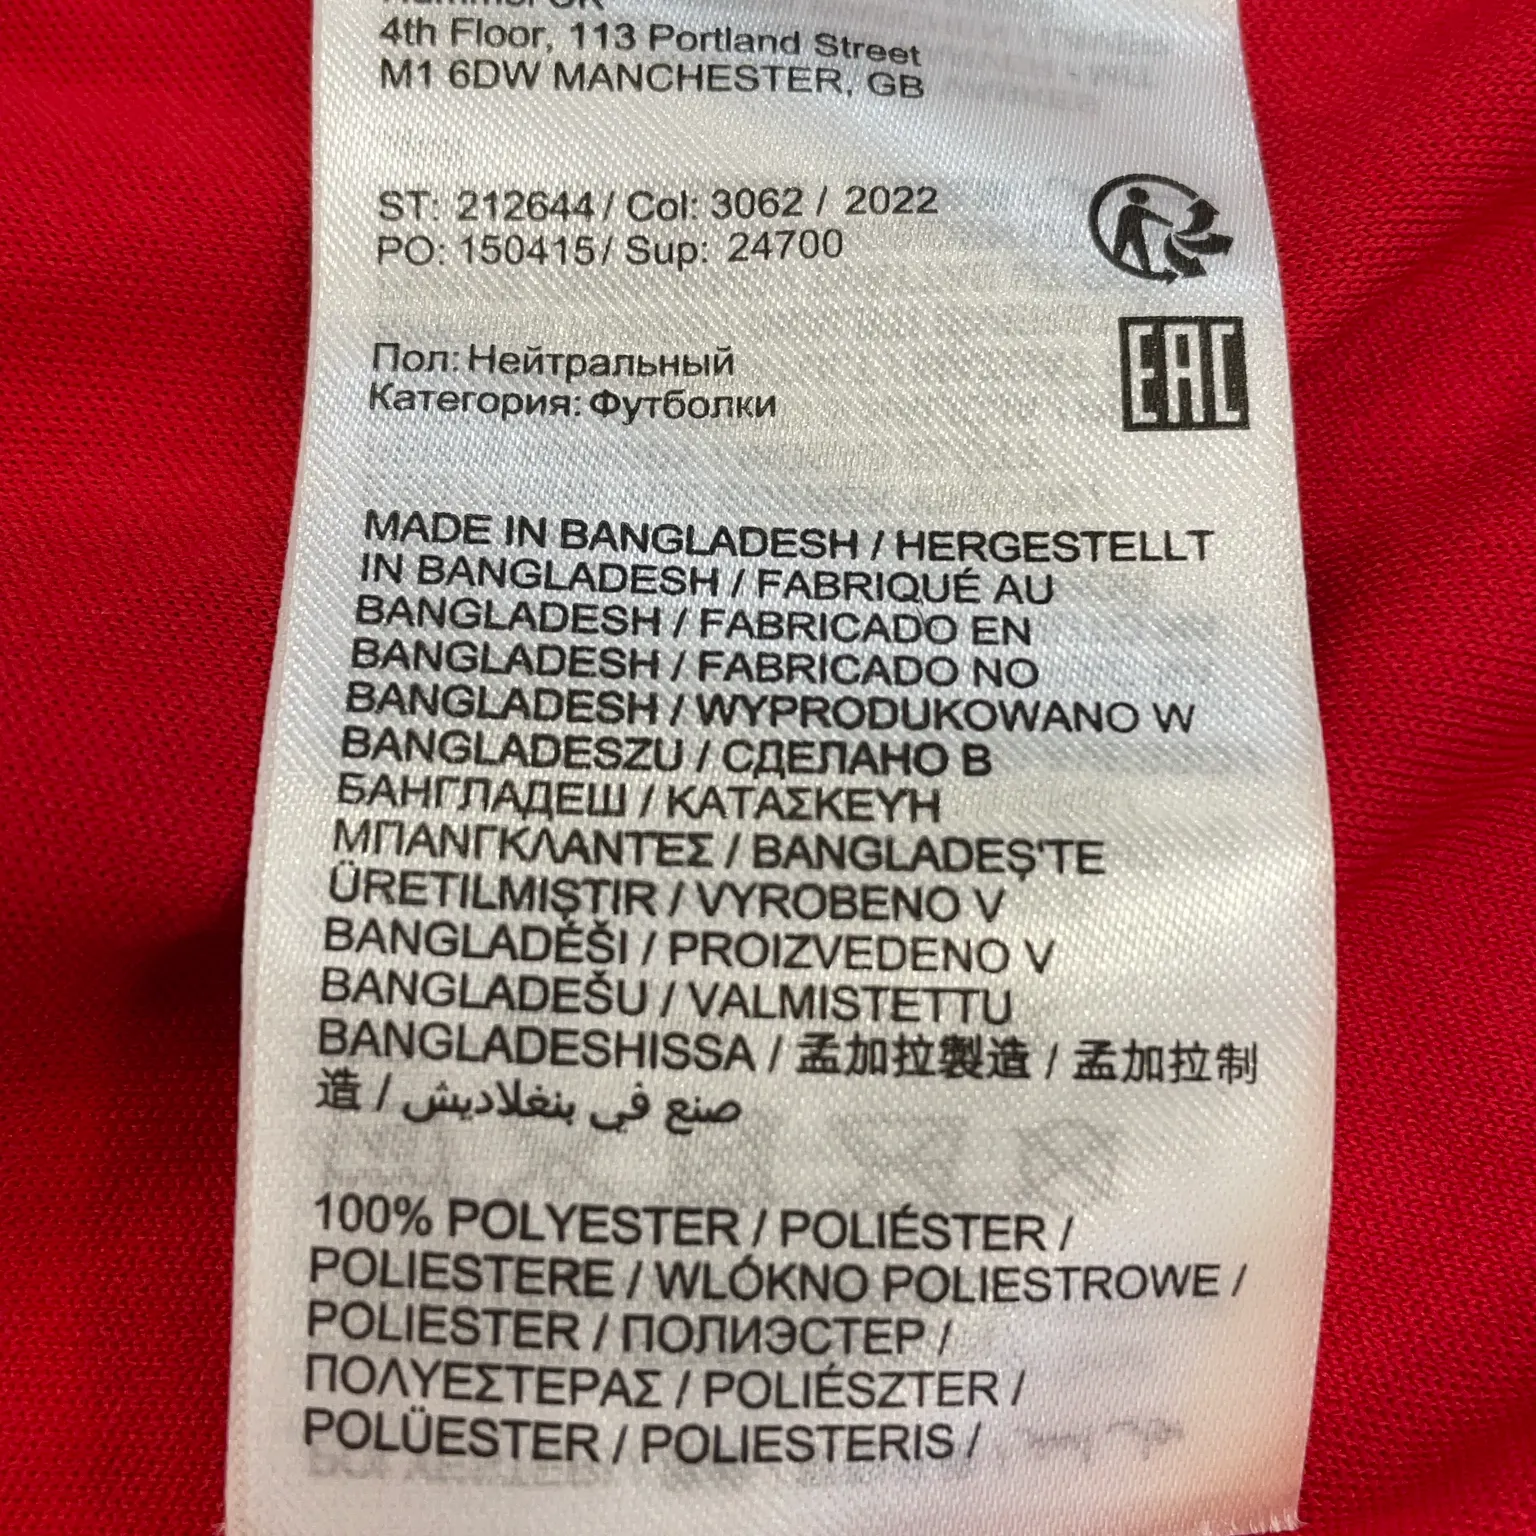 4th Floor, 113 Portland Street
M1 6DW MANCHESTER, GB
ST: 212644 / Col: 3062 / 2022
PO: 150415/ Sup: 24700
EAC
Пол: Нейтральный
Категория: Футболки
MADE IN BANGLADESH / HERGESTELLT
IN BANGLADESH / FABRIQUÉ AU
BANGLADESH / FABRICADO EN
BANGLADESH / FABRICADO NO
BANGLADESH / WYPRODUKOWANO W
BANGLADESZU / СДЕЛАНО В
БАНГЛАДЕШ / ΚΑΤΑΣΚΕΥΉ
ΜΠΑΝΓΚΛΑΝΤΈΣ / BANGLADEŞ'TE
ÜRETILMIŞTIR / VYROBENO V
BANGLADÉŠI / PROIZVEDENO V
BANGLADEŠU / VALMISTETTU
BANGLADESHISSA / 孟加拉製造 / 孟加拉制
造 / صنع في بنغلاديش
100% POLYESTER / POLIÉSTER /
POLIESTERE / WLÓKNO POLIESTROWE /
POLIESTER / ПОЛИЭСТЕР /
ΠΟΛΥΕΣΤΕΡΑΣ / POLIÉSZTER /
POLÜESTER / POLIESTERIS /